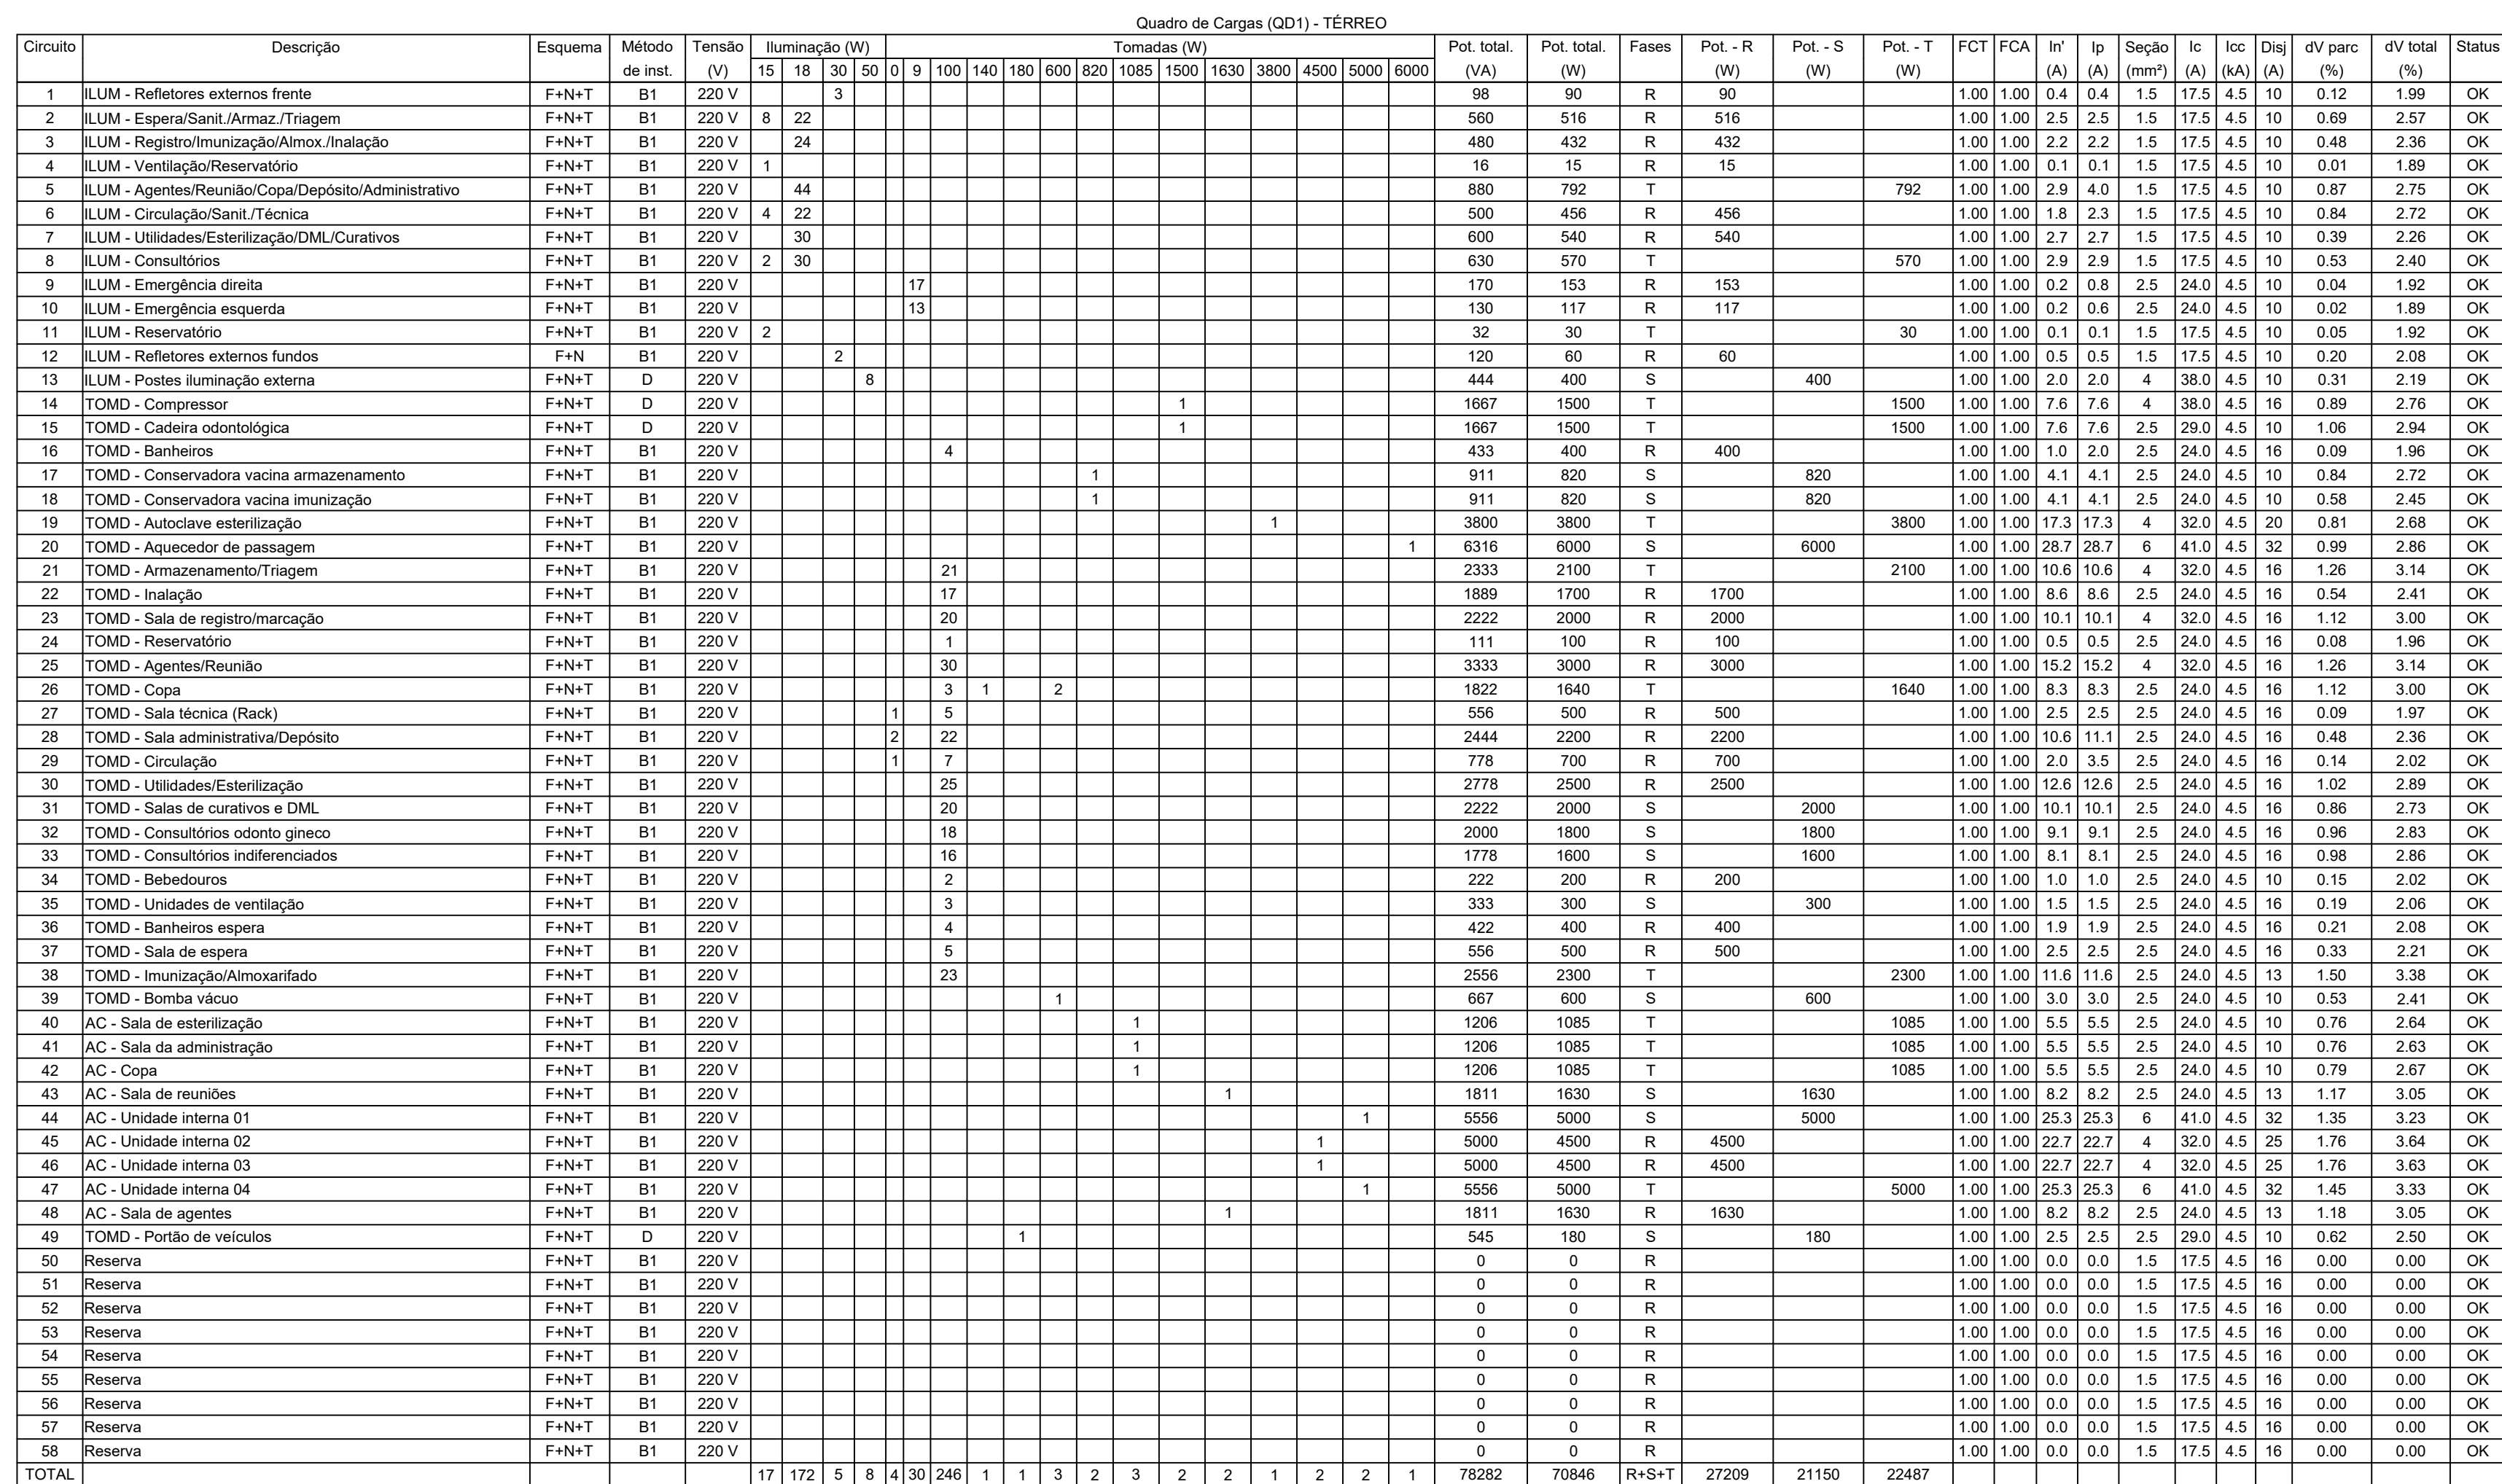 Quadro de Cargas (QD1) - TÉRREO
Circuito Descrição Esquema Método Tensão Iluminação (W) Tomadas (W) Pot. total. Pot. total. Fases Pot. - R Pot. - S Pot. - T FCT FCA In' Ip Seção Ic Icc Disj dV parc dV total Status
de inst. (V) 15 18 30 50 0 9 100 140 180 600 820 1085 1500 1630 3800 4500 5000 6000 (VA) (W) (W) (W) (W) (A) (A) (mm²) (A) (kA) (A) (%) (%)
1 ILUM - Refletores externos frente F+N+T B1 220 V 3 98 90 R 90 1.00 1.00 0.4 0.4 1.5 17.5 4.5 10 0.12 1.99 OK
2 ILUM - Espera/Sanit./Armaz./Triagem F+N+T B1 220 V 8 22 560 516 R 516 1.00 1.00 2.5 2.5 1.5 17.5 4.5 10 0.69 2.57 OK
3 ILUM - Registro/Imunização/Almox./Inalação F+N+T B1 220 V 24 480 432 R 432 1.00 1.00 2.2 2.2 1.5 17.5 4.5 10 0.48 2.36 OK
4 ILUM - Ventilação/Reservatório F+N+T B1 220 V 1 16 15 R 15 1.00 1.00 0.1 0.1 1.5 17.5 4.5 10 0.01 1.89 OK
5 ILUM - Agentes/Reunião/Copa/Depósito/Administrativo F+N+T B1 220 V 44 880 792 T 792 1.00 1.00 2.9 4.0 1.5 17.5 4.5 10 0.87 2.75 OK
6 ILUM - Circulação/Sanit./Técnica F+N+T B1 220 V 4 22 500 456 R 456 1.00 1.00 1.8 2.3 1.5 17.5 4.5 10 0.84 2.72 OK
7 ILUM - Utilidades/Esterilização/DML/Curativos F+N+T B1 220 V 30 600 540 R 540 1.00 1.00 2.7 2.7 1.5 17.5 4.5 10 0.39 2.26 OK
8 ILUM - Consultórios F+N+T B1 220 V 2 30 630 570 T 570 1.00 1.00 2.9 2.9 1.5 17.5 4.5 10 0.53 2.40 OK
9 ILUM - Emergência direita F+N+T B1 220 V 17 170 153 R 153 1.00 1.00 0.2 0.8 2.5 24.0 4.5 10 0.04 1.92 OK
10 ILUM - Emergência esquerda F+N+T B1 220 V 13 130 117 R 117 1.00 1.00 0.2 0.6 2.5 24.0 4.5 10 0.02 1.89 OK
11 ILUM - Reservatório F+N+T B1 220 V 2 32 30 T 30 1.00 1.00 0.1 0.1 1.5 17.5 4.5 10 0.05 1.92 OK
12 ILUM - Refletores externos fundos F+N B1 220 V 2 120 60 R 60 1.00 1.00 0.5 0.5 1.5 17.5 4.5 10 0.20 2.08 OK
13 ILUM - Postes iluminação externa F+N+T D 220 V 8 444 400 S 400 1.00 1.00 2.0 2.0 4 38.0 4.5 10 0.31 2.19 OK
14 TOMD - Compressor F+N+T D 220 V 1 1667 1500 T 1500 1.00 1.00 7.6 7.6 4 38.0 4.5 16 0.89 2.76 OK
15 TOMD - Cadeira odontológica F+N+T D 220 V 1 1667 1500 T 1500 1.00 1.00 7.6 7.6 2.5 29.0 4.5 10 1.06 2.94 OK
16 TOMD - Banheiros F+N+T B1 220 V 4 433 400 R 400 1.00 1.00 1.0 2.0 2.5 24.0 4.5 16 0.09 1.96 OK
17 TOMD - Conservadora vacina armazenamento F+N+T B1 220 V 1 911 820 S 820 1.00 1.00 4.1 4.1 2.5 24.0 4.5 10 0.84 2.72 OK
18 TOMD - Conservadora vacina imunização F+N+T B1 220 V 1 911 820 S 820 1.00 1.00 4.1 4.1 2.5 24.0 4.5 10 0.58 2.45 OK
19 TOMD - Autoclave esterilização F+N+T B1 220 V 1 3800 3800 T 3800 1.00 1.00 17.3 17.3 4 32.0 4.5 20 0.81 2.68 OK
20 TOMD - Aquecedor de passagem F+N+T B1 220 V 1 6316 6000 S 6000 1.00 1.00 28.7 28.7 6 41.0 4.5 32 0.99 2.86 OK
21 TOMD - Armazenamento/Triagem F+N+T B1 220 V 21 2333 2100 T 2100 1.00 1.00 10.6 10.6 4 32.0 4.5 16 1.26 3.14 OK
22 TOMD - Inalação F+N+T B1 220 V 17 1889 1700 R 1700 1.00 1.00 8.6 8.6 2.5 24.0 4.5 16 0.54 2.41 OK
23 TOMD - Sala de registro/marcação F+N+T B1 220 V 20 2222 2000 R 2000 1.00 1.00 10.1 10.1 4 32.0 4.5 16 1.12 3.00 OK
24 TOMD - Reservatório F+N+T B1 220 V 1 111 100 R 100 1.00 1.00 0.5 0.5 2.5 24.0 4.5 16 0.08 1.96 OK
25 TOMD - Agentes/Reunião F+N+T B1 220 V 30 3333 3000 R 3000 1.00 1.00 15.2 15.2 4 32.0 4.5 16 1.26 3.14 OK
26 TOMD - Copa F+N+T B1 220 V 3 1 2 1822 1640 T 1640 1.00 1.00 8.3 8.3 2.5 24.0 4.5 16 1.12 3.00 OK
27 TOMD - Sala técnica (Rack) F+N+T B1 220 V 1 5 556 500 R 500 1.00 1.00 2.5 2.5 2.5 24.0 4.5 16 0.09 1.97 OK
28 TOMD - Sala administrativa/Depósito F+N+T B1 220 V 2 22 2444 2200 R 2200 1.00 1.00 10.6 11.1 2.5 24.0 4.5 16 0.48 2.36 OK
29 TOMD - Circulação F+N+T B1 220 V 1 7 778 700 R 700 1.00 1.00 2.0 3.5 2.5 24.0 4.5 16 0.14 2.02 OK
30 TOMD - Utilidades/Esterilização F+N+T B1 220 V 25 2778 2500 R 2500 1.00 1.00 12.6 12.6 2.5 24.0 4.5 16 1.02 2.89 OK
31 TOMD - Salas de curativos e DML F+N+T B1 220 V 20 2222 2000 S 2000 1.00 1.00 10.1 10.1 2.5 24.0 4.5 16 0.86 2.73 OK
32 TOMD - Consultórios odonto gineco F+N+T B1 220 V 18 2000 1800 S 1800 1.00 1.00 9.1 9.1 2.5 24.0 4.5 16 0.96 2.83 OK
33 TOMD - Consultórios indiferenciados F+N+T B1 220 V 16 1778 1600 S 1600 1.00 1.00 8.1 8.1 2.5 24.0 4.5 16 0.98 2.86 OK
34 TOMD - Bebedouros F+N+T B1 220 V 2 222 200 R 200 1.00 1.00 1.0 1.0 2.5 24.0 4.5 10 0.15 2.02 OK
35 TOMD - Unidades de ventilação F+N+T B1 220 V 3 333 300 S 300 1.00 1.00 1.5 1.5 2.5 24.0 4.5 16 0.19 2.06 OK
36 TOMD - Banheiros espera F+N+T B1 220 V 4 422 400 R 400 1.00 1.00 1.9 1.9 2.5 24.0 4.5 16 0.21 2.08 OK
37 TOMD - Sala de espera F+N+T B1 220 V 5 556 500 R 500 1.00 1.00 2.5 2.5 2.5 24.0 4.5 16 0.33 2.21 OK
38 TOMD - Imunização/Almoxarifado F+N+T B1 220 V 23 2556 2300 T 2300 1.00 1.00 11.6 11.6 2.5 24.0 4.5 13 1.50 3.38 OK
39 TOMD - Bomba vácuo F+N+T B1 220 V 1 667 600 S 600 1.00 1.00 3.0 3.0 2.5 24.0 4.5 10 0.53 2.41 OK
40 AC - Sala de esterilização F+N+T B1 220 V 1 1206 1085 T 1085 1.00 1.00 5.5 5.5 2.5 24.0 4.5 10 0.76 2.64 OK
41 AC - Sala da administração F+N+T B1 220 V 1 1206 1085 T 1085 1.00 1.00 5.5 5.5 2.5 24.0 4.5 10 0.76 2.63 OK
42 AC - Copa F+N+T B1 220 V 1 1206 1085 T 1085 1.00 1.00 5.5 5.5 2.5 24.0 4.5 10 0.79 2.67 OK
43 AC - Sala de reuniões F+N+T B1 220 V 1 1811 1630 S 1630 1.00 1.00 8.2 8.2 2.5 24.0 4.5 13 1.17 3.05 OK
44 AC - Unidade interna 01 F+N+T B1 220 V 1 5556 5000 S 5000 1.00 1.00 25.3 25.3 6 41.0 4.5 32 1.35 3.23 OK
45 AC - Unidade interna 02 F+N+T B1 220 V 1 5000 4500 R 4500 1.00 1.00 22.7 22.7 4 32.0 4.5 25 1.76 3.64 OK
46 AC - Unidade interna 03 F+N+T B1 220 V 1 5000 4500 R 4500 1.00 1.00 22.7 22.7 4 32.0 4.5 25 1.76 3.63 OK
47 AC - Unidade interna 04 F+N+T B1 220 V 1 5556 5000 T 5000 1.00 1.00 25.3 25.3 6 41.0 4.5 32 1.45 3.33 OK
48 AC - Sala de agentes F+N+T B1 220 V 1 1811 1630 R 1630 1.00 1.00 8.2 8.2 2.5 24.0 4.5 13 1.18 3.05 OK
49 TOMD - Portão de veículos F+N+T D 220 V 1 545 180 S 180 1.00 1.00 2.5 2.5 2.5 29.0 4.5 10 0.62 2.50 OK
50 Reserva F+N+T B1 220 V 0 0 R 1.00 1.00 0.0 0.0 1.5 17.5 4.5 16 0.00 0.00 OK
51 Reserva F+N+T B1 220 V 0 0 R 1.00 1.00 0.0 0.0 1.5 17.5 4.5 16 0.00 0.00 OK
52 Reserva F+N+T B1 220 V 0 0 R 1.00 1.00 0.0 0.0 1.5 17.5 4.5 16 0.00 0.00 OK
53 Reserva F+N+T B1 220 V 0 0 R 1.00 1.00 0.0 0.0 1.5 17.5 4.5 16 0.00 0.00 OK
54 Reserva F+N+T B1 220 V 0 0 R 1.00 1.00 0.0 0.0 1.5 17.5 4.5 16 0.00 0.00 OK
55 Reserva F+N+T B1 220 V 0 0 R 1.00 1.00 0.0 0.0 1.5 17.5 4.5 16 0.00 0.00 OK
56 Reserva F+N+T B1 220 V 0 0 R 1.00 1.00 0.0 0.0 1.5 17.5 4.5 16 0.00 0.00 OK
57 Reserva F+N+T B1 220 V 0 0 R 1.00 1.00 0.0 0.0 1.5 17.5 4.5 16 0.00 0.00 OK
58 Reserva F+N+T B1 220 V 0 0 R 1.00 1.00 0.0 0.0 1.5 17.5 4.5 16 0.00 0.00 OK
TOTAL 17 172 5 8 4 30 246 1 1 3 2 3 2 2 1 2 2 1 78282 70846 R+S+T 27209 21150 22487